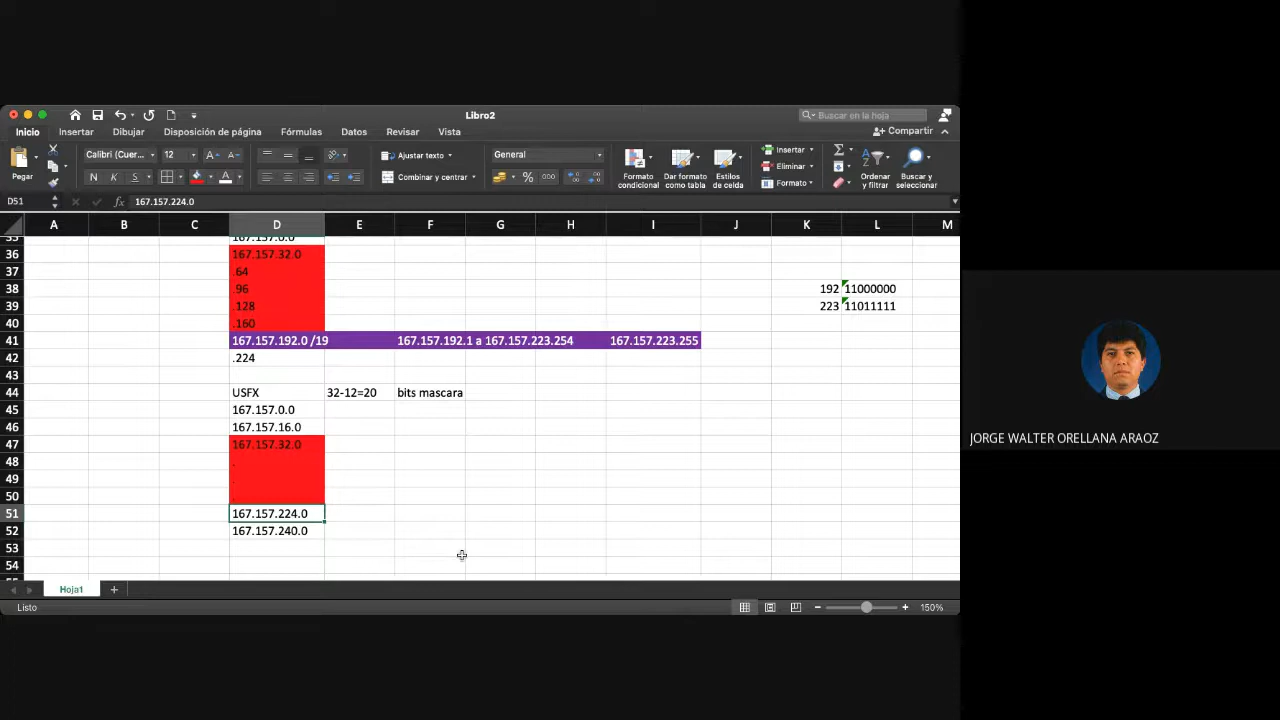 Libro2
Buscar en la hoja
Inicio Insertar Dibujar Disposición de página Fórmulas Datos Revisar Vista Compartir
Pegar
Calibri (Cuer... 12
N K S
Ajustar texto
Combinar y centrar
General
Formato condicional
Dar formato como tabla
Estilos de celda
Insertar
Eliminar
Formato
Ordenar y filtrar
Buscar y seleccionar
D51 fx 167.157.224.0
A B C D E F G H I J K L M
35 167.157.0.0
36 167.157.32.0
37 .64
38 .96 192 11000000
39 .128 223 11011111
40 .160
41 167.157.192.0 /19 167.157.192.1 a 167.157.223.254 167.157.223.255
42 .224
43
44 USFX 32-12=20 bits mascara
45 167.157.0.0
46 167.157.16.0
47 167.157.32.0
48 .
49 .
50
51 167.157.224.0
52 167.157.240.0
53
54
55
Hoja1
Listo 150%
JORGE WALTER ORELLANA ARAOZ